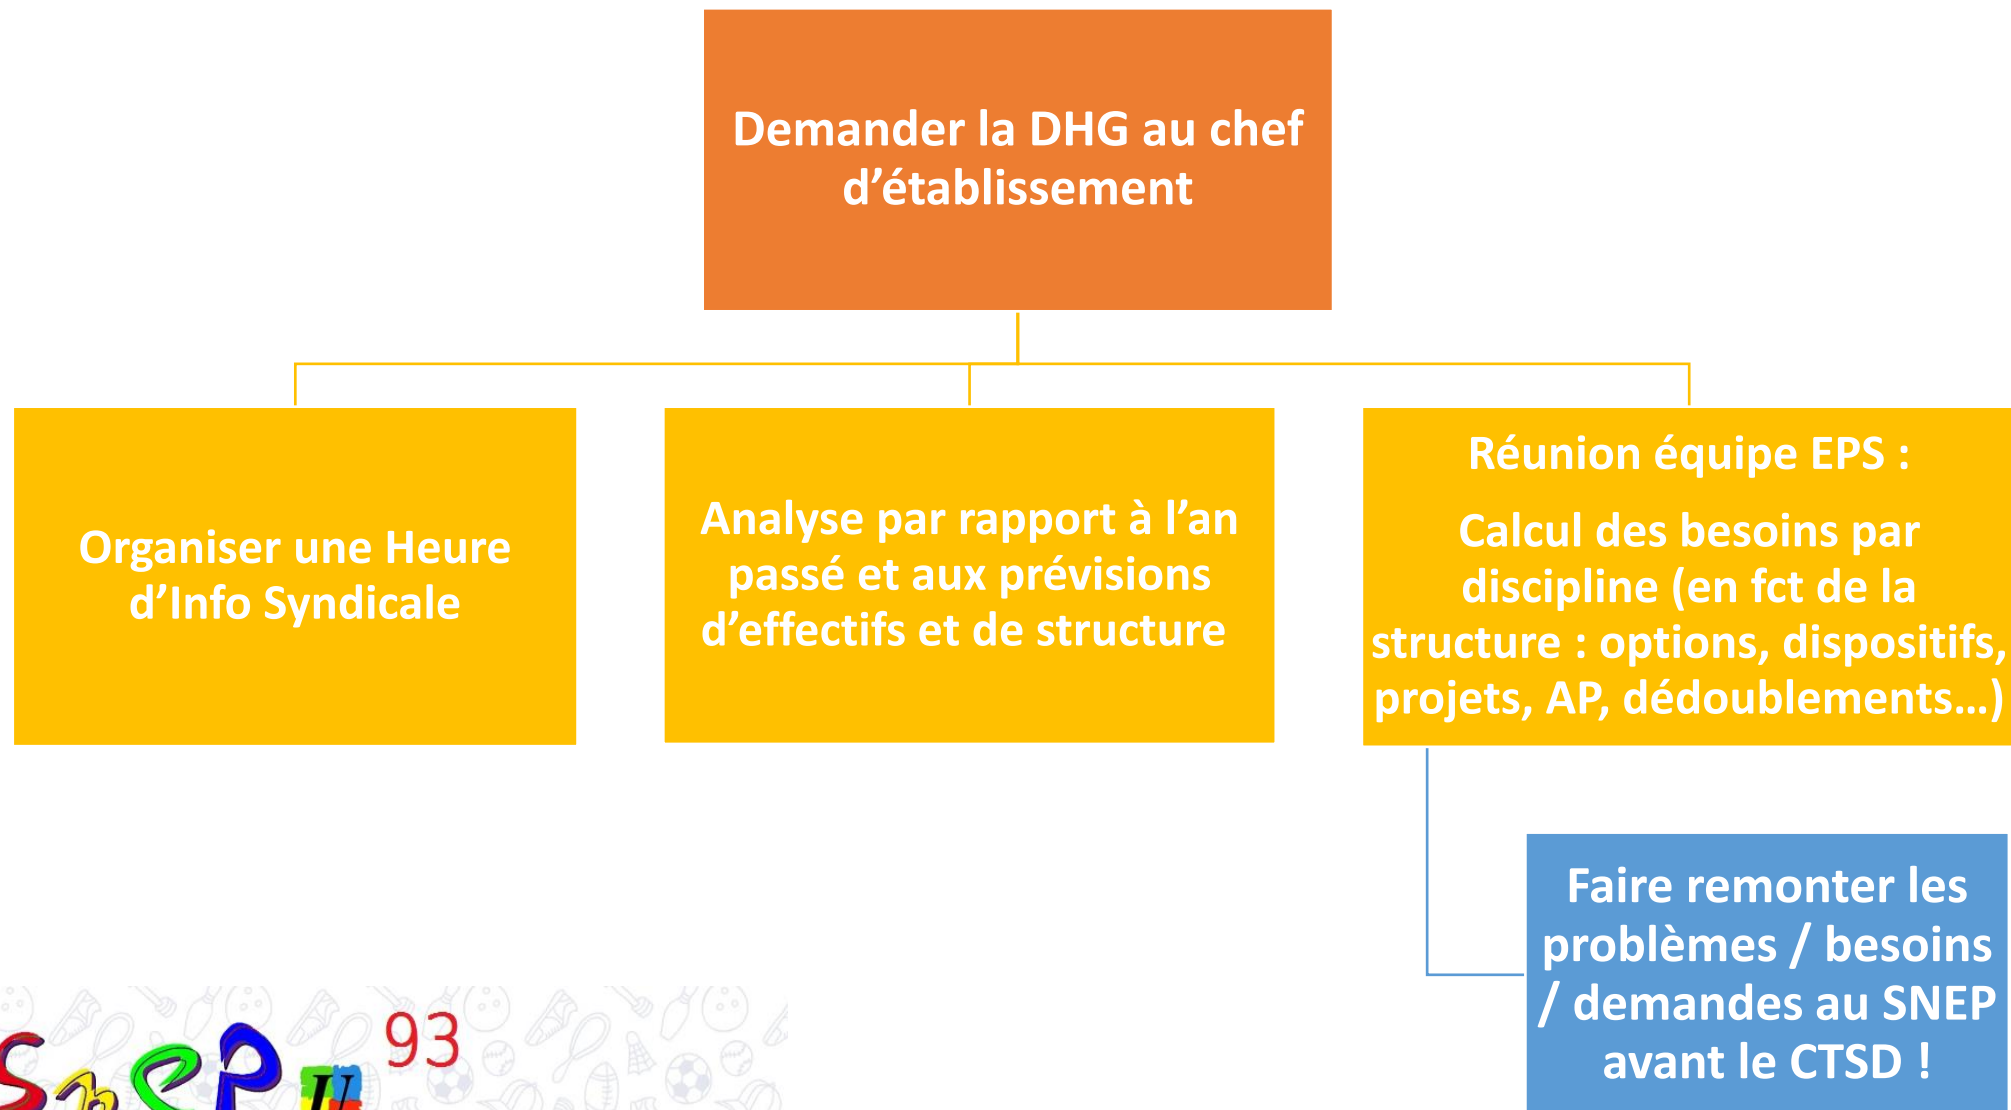 Demander la DHG au chef
d’établissement
Organiser une Heure
d’Info Syndicale
Analyse par rapport à l’an
passé et aux prévisions
d’effectifs et de structure
Réunion équipe EPS :
Calcul des besoins par
discipline (en fct de la
structure : options, dispositifs,
projets, AP, dédoublements…)
Faire remonter les
problèmes / besoins
/ demandes au SNEP
avant le CTSD !
SneP 93